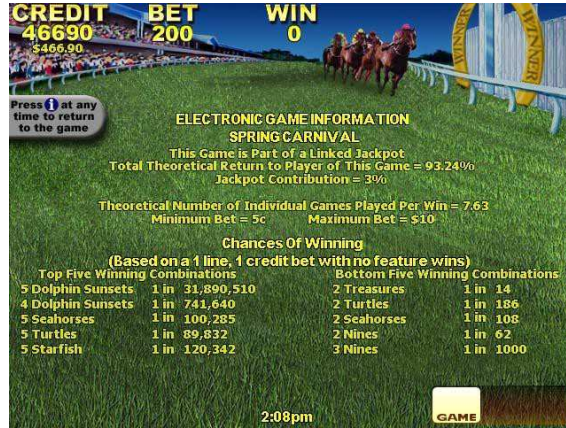 CREDIT BET WIN
46690 200 0
$466.90
WINNER WINNER
Press i at any
time to return
to the game
ELECTRONIC GAME INFORMATION
SPRING CARNIVAL
This Game is Part of a Linked Jackpot
Total Theoretical Return to Player of This Game = 93.24%
Jackpot Contribution = 3%
Theoretical Number of Individual Games Played Per Win = 7.63
Minimum Bet = 5c Maximum Bet = $10
Chances Of Winning
(Based on a 1 line, 1 credit bet with no feature wins)
Top Five Winning Combinations Bottom Five Winning Combinations
5 Dolphin Sunsets 1 in 31,890,510 2 Treasures 1 in 14
4 Dolphin Sunsets 1 in 741,640 2 Turtles 1 in 186
5 Seahorses 1 in 100,285 2 Seahorses 1 in 108
5 Turtles 1 in 89,832 2 Nines 1 in 62
5 Starfish 1 in 120,342 3 Nines 1 in 1000
2:08pm
GAME